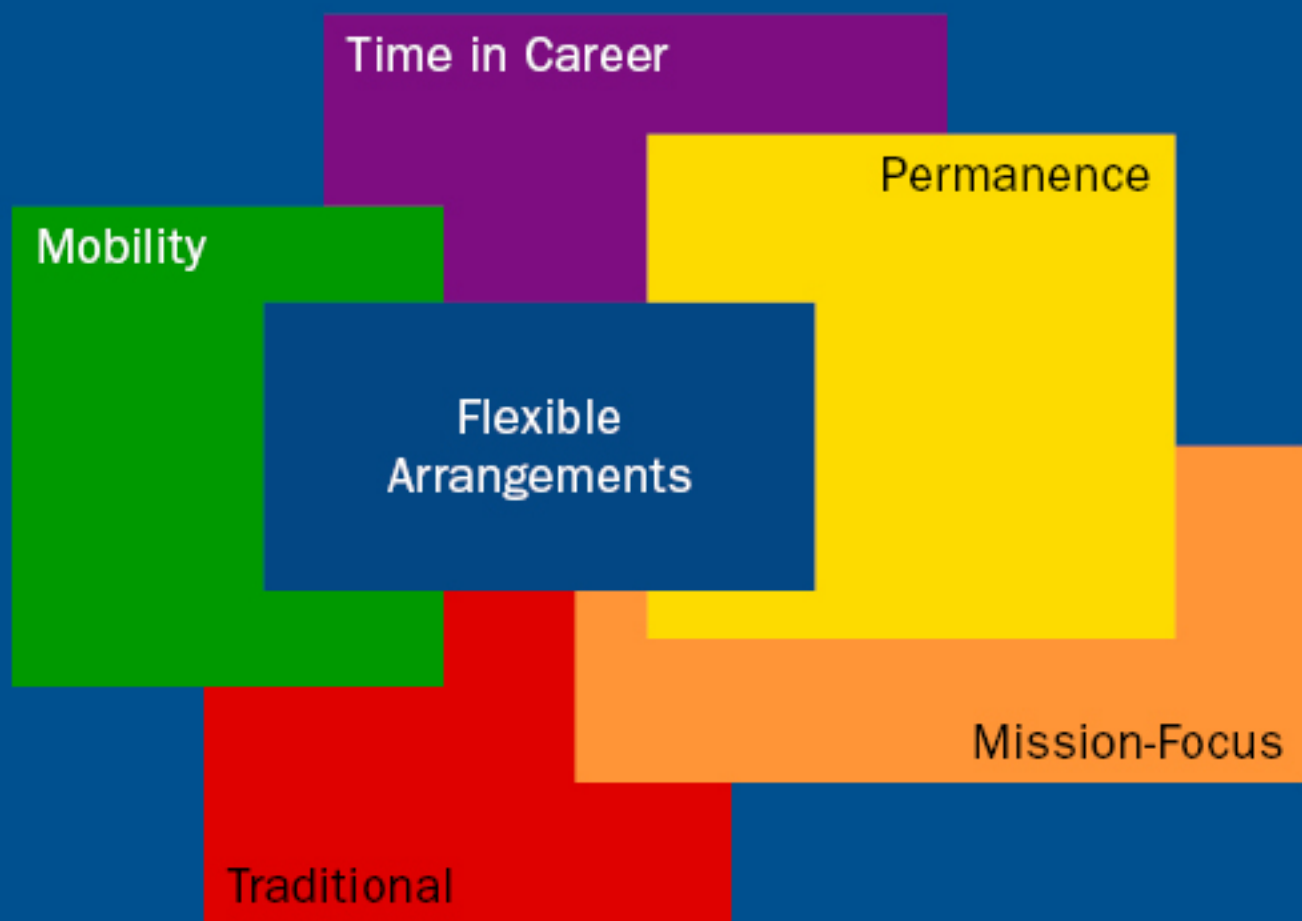 Time in Career
Permanence
Mobility
Flexible
Arrangements
Mission-Focus
Traditional